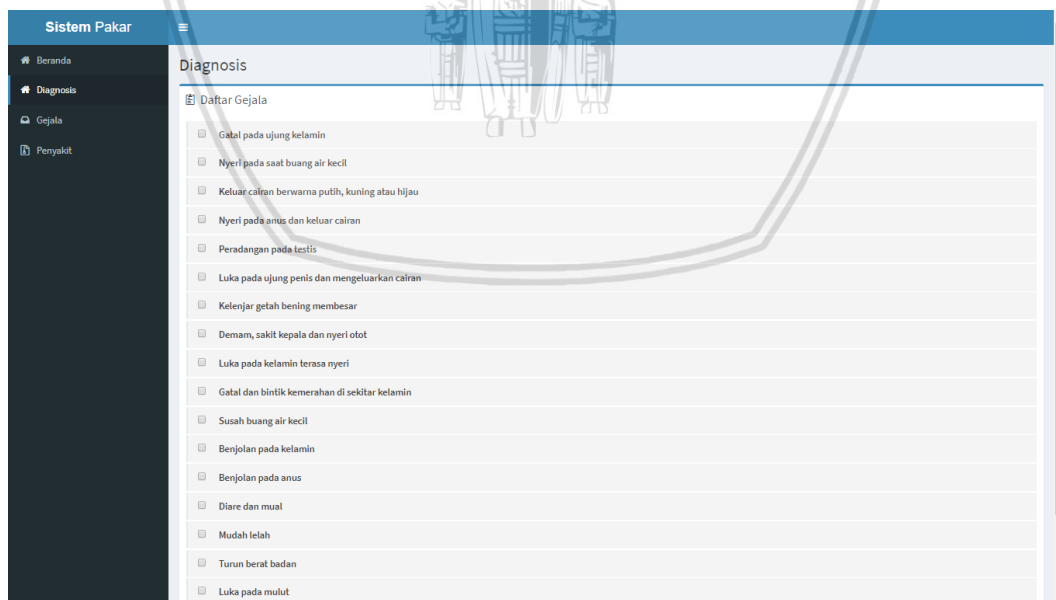 Sistem Pakar
Beranda
Diagnosis
Gejala
Penyakit
Diagnosis
Daftar Gejala
Gatal pada ujung kelamin
Nyeri pada saat buang air kecil
Keluar cairan berwarna putih, kuning atau hijau
Nyeri pada anus dan keluar cairan
Peradangan pada testis
Luka pada ujung penis dan mengeluarkan cairan
Kelenjar getah bening membesar
Demam, sakit kepala dan nyeri otot
Luka pada kelamin terasa nyeri
Gatal dan bintik kemerahan di sekitar kelamin
Susah buang air kecil
Benjolan pada kelamin
Benjolan pada anus
Diare dan mual
Mudah lelah
Turun berat badan
Luka pada mulut